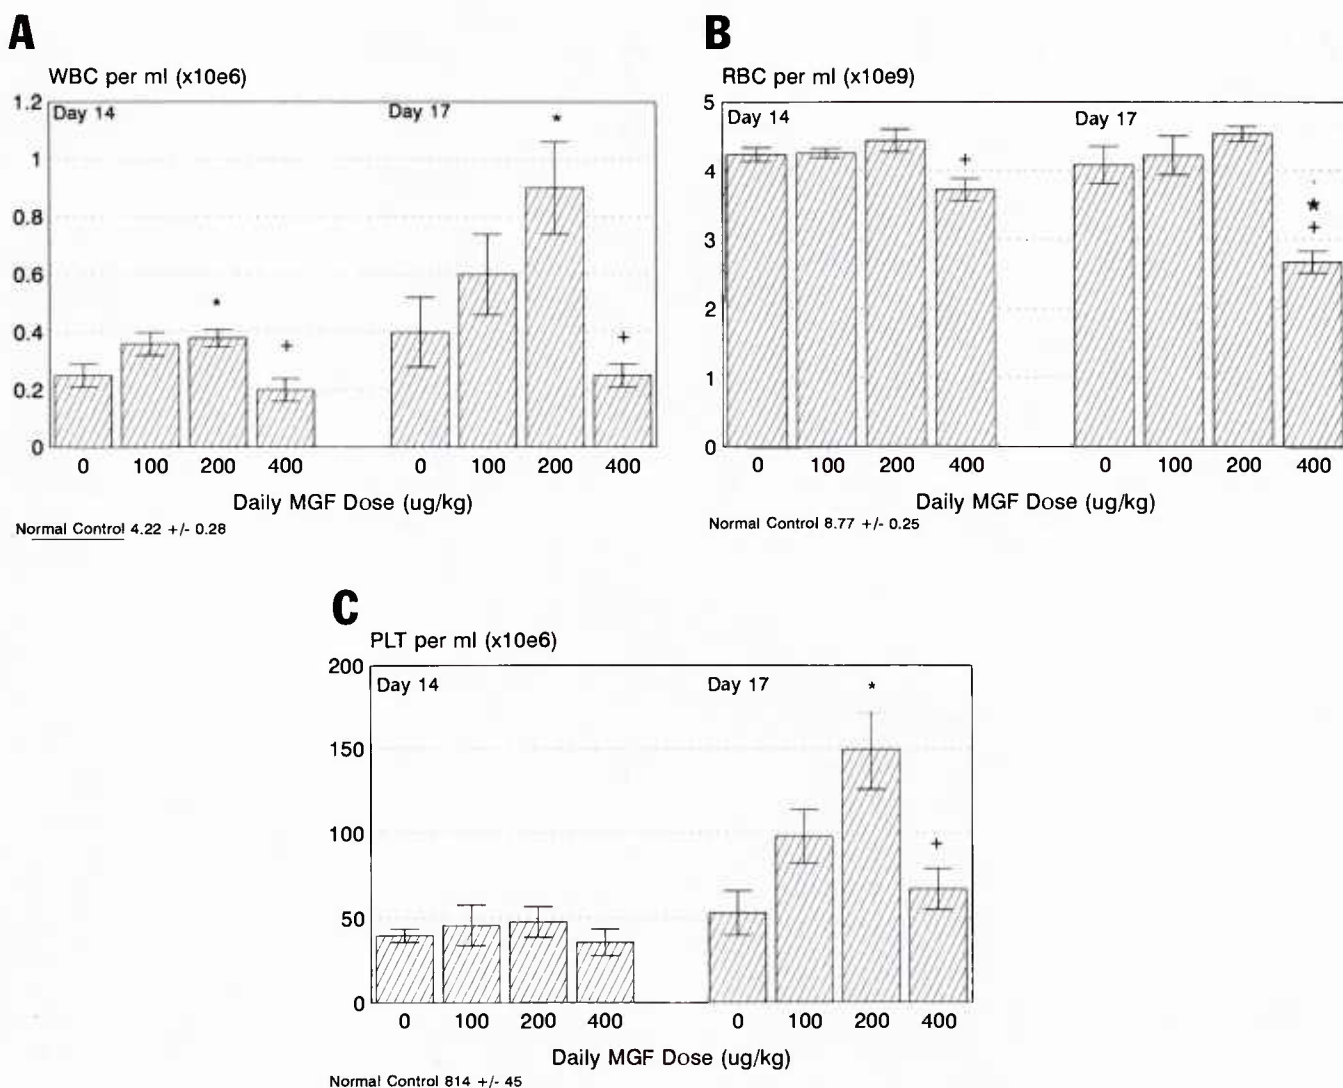 A
WBC per ml (x10e6)
1.2
Day 14
Day 17
*
1
0.8
0.6
*
0.4
+
+
0.2
0
0 100 200 400 0 100 200 400
Daily MGF Dose (ug/kg)
Normal Control 4.22 +/- 0.28
B
RBC per ml (x10e9)
5
Day 14
Day 17
+
4
★
+
3
2
1
0
0 100 200 400 0 100 200 400
Daily MGF Dose (ug/kg)
Normal Control 8.77 +/- 0.25
C
PLT per ml (x10e6)
200
Day 14
Day 17
*
150
100
+
50
0
0 100 200 400 0 100 200 400
Daily MGF Dose (ug/kg)
Normal Control 814 +/- 45